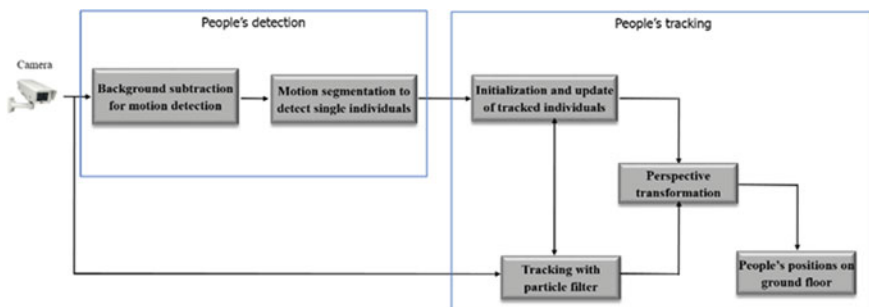 People's detection
People's tracking
Camera
Background subtraction
for motion detection
Motion segmentation to
detect single individuals
Initialization and update
of tracked individuals
Perspective
transformation
Tracking with
particle filter
People's positions on
ground floor